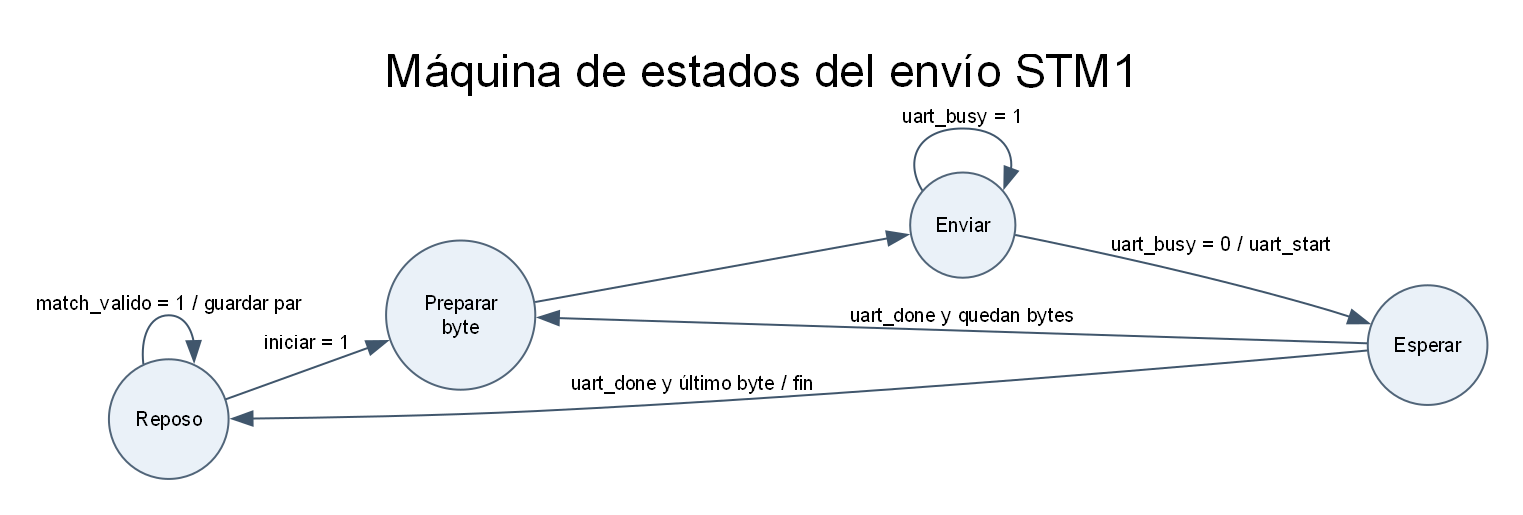 Máquina de estados del envío STM1
uart_busy = 1
Enviar
uart_busy = 0 / uart_start
Preparar
byte
match_valido = 1 / guardar par
uart_done y quedan bytes
iniciar = 1
Esperar
uart_done y último byte / fin
Reposo